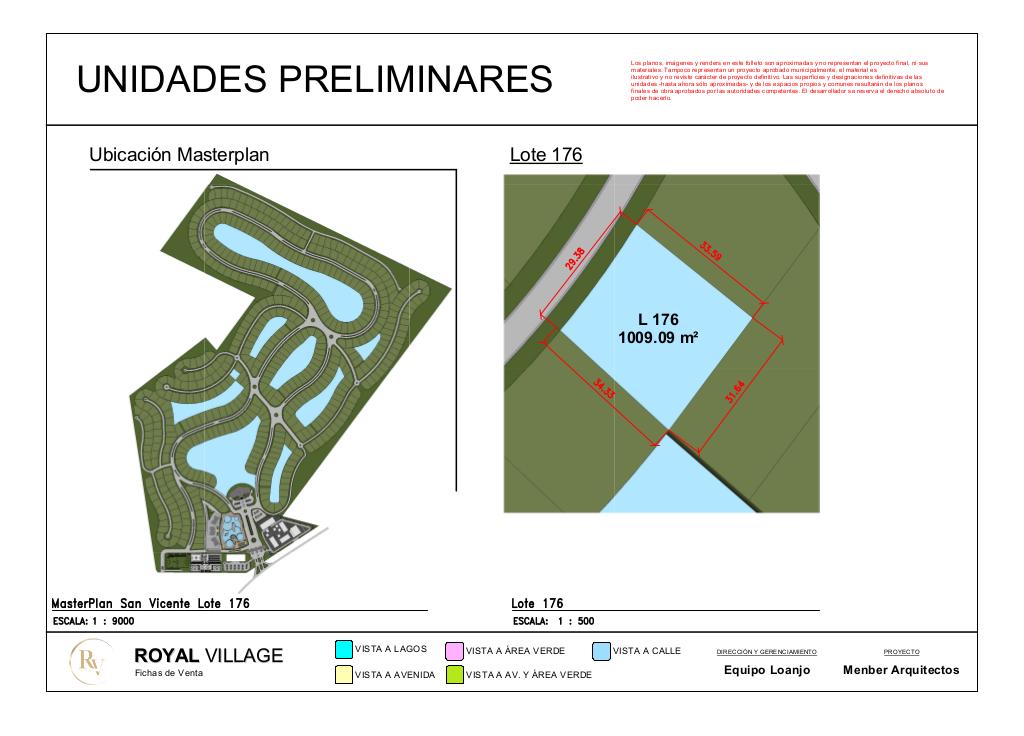 UNIDADES PRELIMINARES
Los planos, imágenes y renders en este folleto son aproximadas y no representan el proyecto final, ni sus
materiales. Tampoco representan un proyecto aprobado municipalmente, el material es
ilustrativo y no reviste carácter de proyecto definitivo. Las superficies y designaciones definitivas de las
unidades -hasta ahora sólo aproximadas- y de los espacios propios y comunes resultarán de los planos
finales de obra aprobados por las autoridades competentes. El desarrollador se reserva el derecho absoluto de
poder hacerlo.
Ubicación Masterplan
Lote 176
29.38
33.59
L 176
1009.09 m²
34.33
31.64
MasterPlan San Vicente Lote 176
ESCALA: 1 : 9000
Lote 176
ESCALA: 1 : 500
RV
ROYAL VILLAGE
Fichas de Venta
VISTA A LAGOS
VISTA A ÁREA VERDE
VISTA A CALLE
VISTA A AVENIDA
VISTA A AV. Y ÁREA VERDE
DIRECCIÓN Y GERENCIAMIENTO
Equipo Loanjo
PROYECTO
Menber Arquitectos